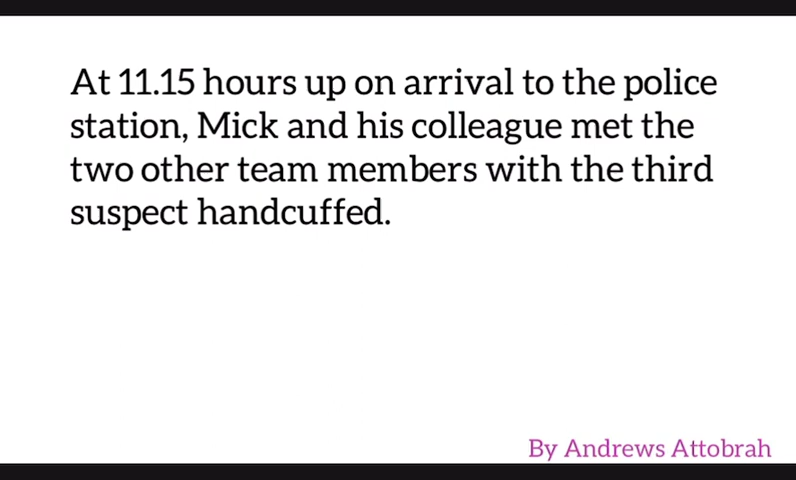 At 11.15 hours up on arrival to the police
station, Mick and his colleague met the
two other team members with the third
suspect handcuffed.
By Andrews Attobrah